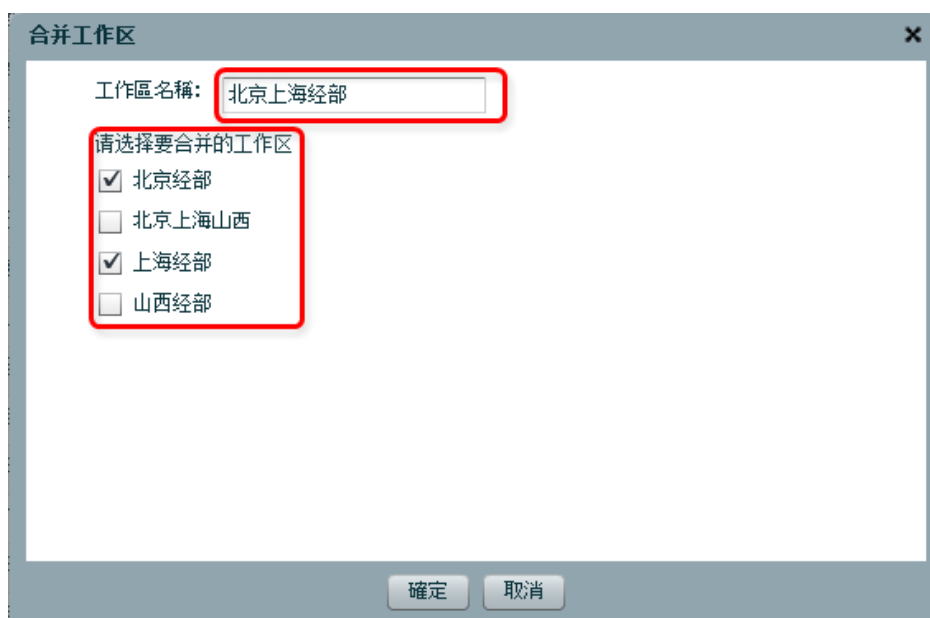 合并工作区
工作區名稱: 北京上海经部
请选择要合并的工作区
北京经部
北京上海山西
上海经部
山西经部
確定 取消